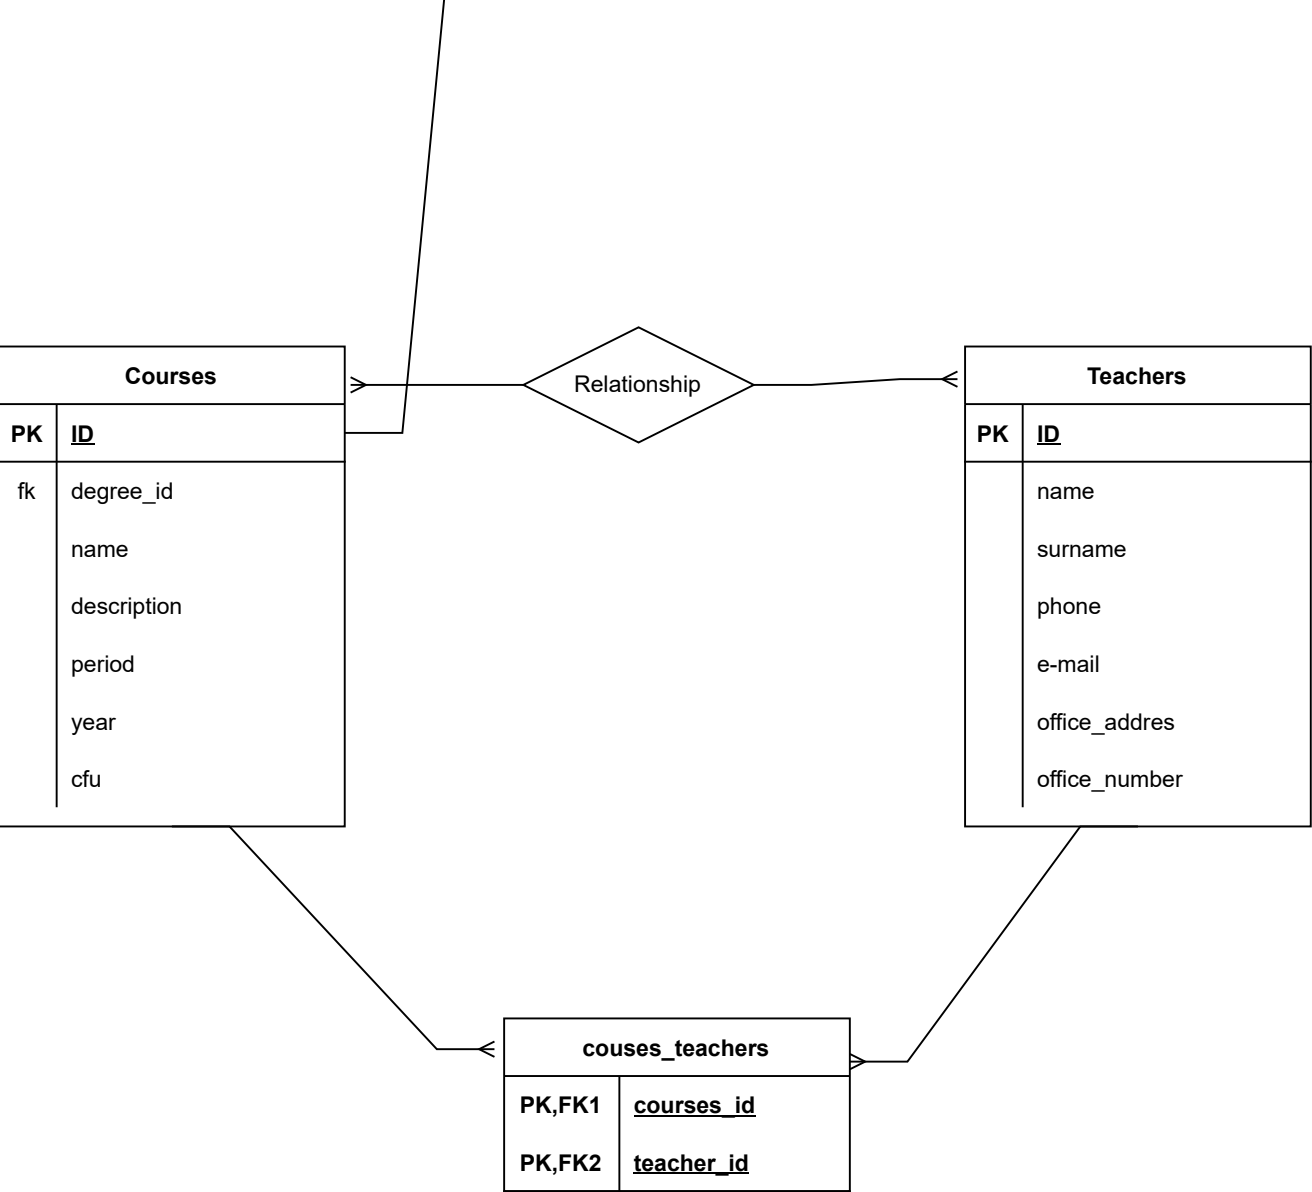 Courses
PK ID
fk degree_id
name
description
period
year
cfu
Relationship
Teachers
PK ID
name
surname
phone
e-mail
office_addres
office_number
couses_teachers
PK,FK1 courses_id
PK,FK2 teacher_id